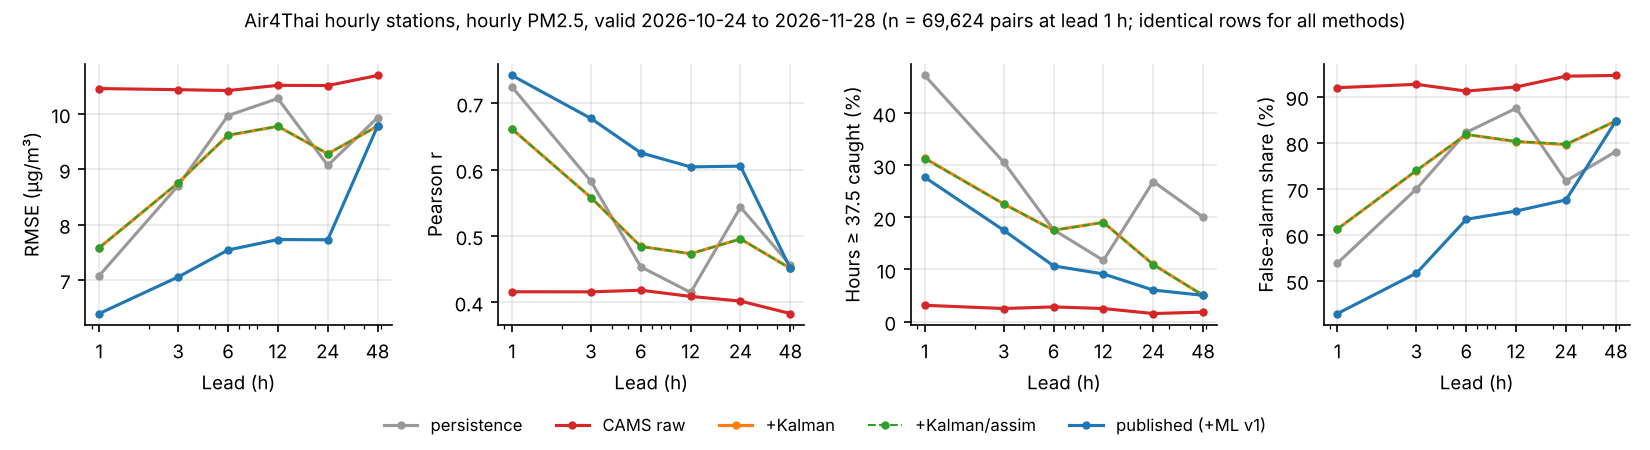 Air4Thai hourly stations, hourly PM2.5, valid 2026-10-24 to 2026-11-28 (n = 69,624 pairs at lead 1 h; identical rows for all methods)
RMSE (µg/m³)
10
9
8
7
1 3 6 12 24 48
Lead (h)
Pearson r
0.7
0.6
0.5
0.4
1 3 6 12 24 48
Lead (h)
Hours ≥ 37.5 caught (%)
40
30
20
10
0
1 3 6 12 24 48
Lead (h)
False-alarm share (%)
90
80
70
60
50
1 3 6 12 24 48
Lead (h)
persistence CAMS raw +Kalman +Kalman/assim published (+ML v1)